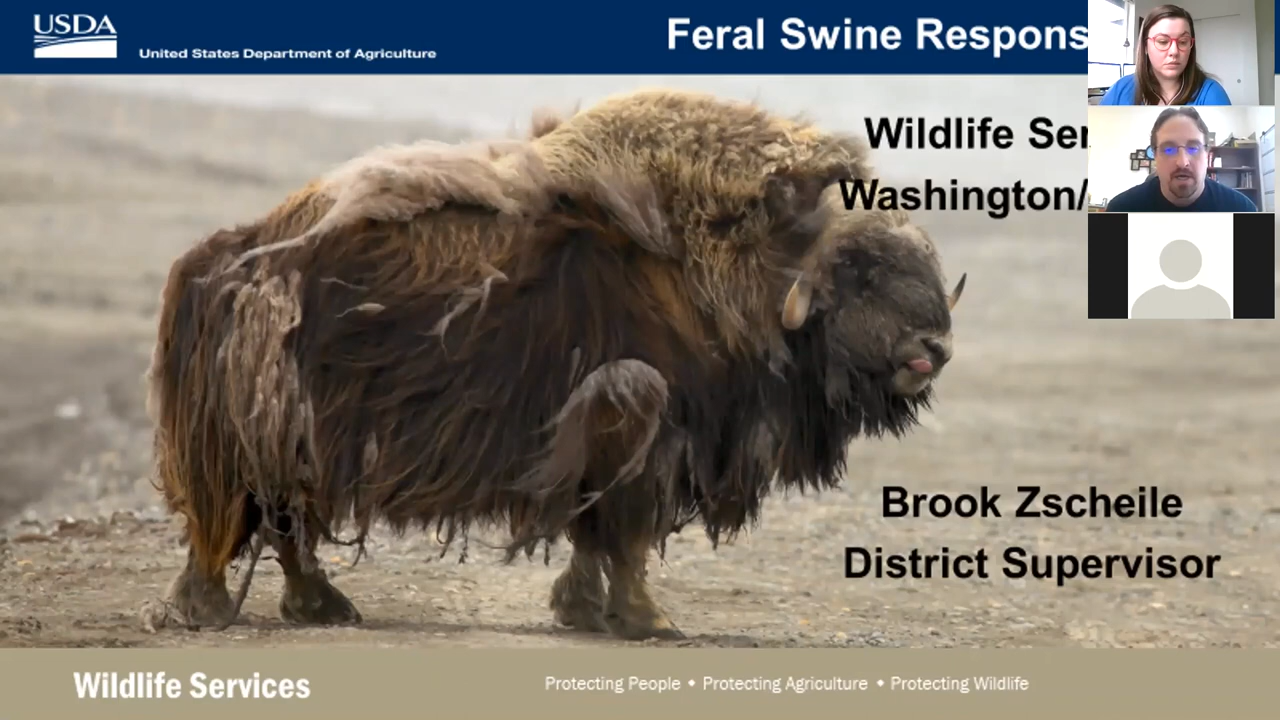 USDA
United States Department of Agriculture
Feral Swine Respons
Wildlife Ser
Washington/
Brook Zscheile
District Supervisor
Wildlife Services
Protecting People • Protecting Agriculture • Protecting Wildlife